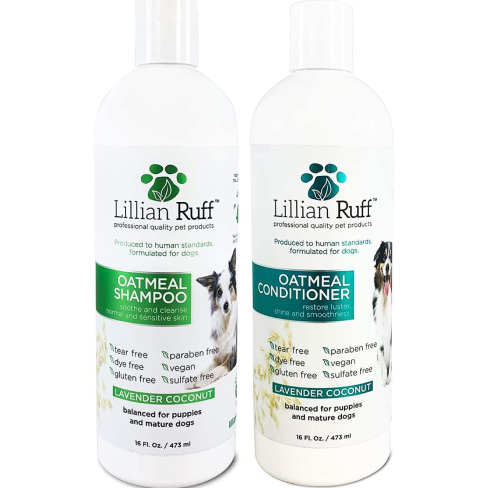 Lillian Ruff™
professional quality pet products
Produced to human standards,
formulated for dogs.
OATMEAL
SHAMPOO
soothe and cleanse
normal and sensitive skin
tear free
paraben free
dye free
vegan
gluten free
sulfate free
LAVENDER COCONUT
balanced for puppies
and mature dogs
16 Fl. Oz. / 473 ml
Lillian Ruff™
professional quality pet products
Produced to human standards,
formulated for dogs.
OATMEAL
CONDITIONER
restore luster,
shine and smoothness
tear free
paraben free
dye free
vegan
gluten free
sulfate free
LAVENDER COCONUT
balanced for puppies
and mature dogs
16 Fl. Oz. / 473 ml